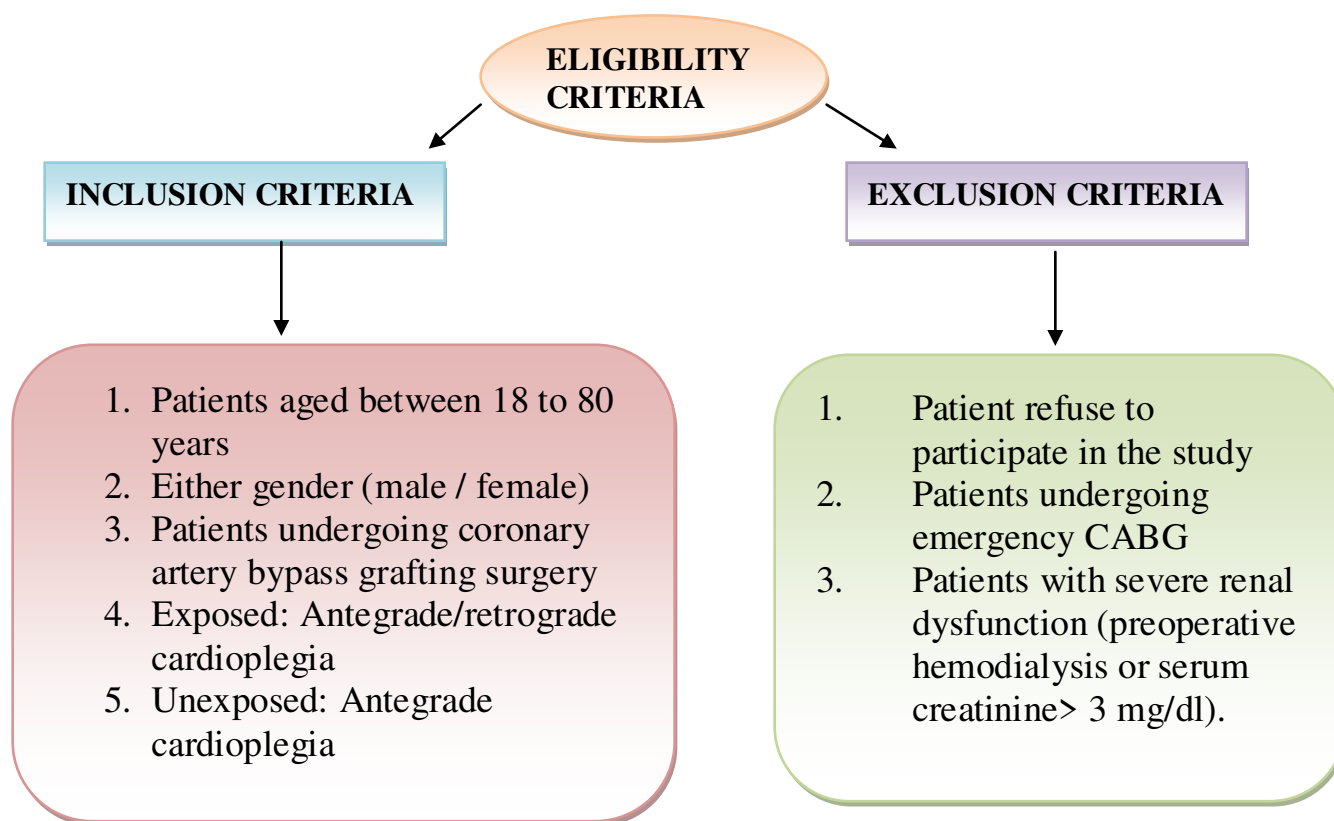 ELIGIBILITY
CRITERIA
INCLUSION CRITERIA
EXCLUSION CRITERIA
1. Patients aged between 18 to 80
years
2. Either gender (male / female)
3. Patients undergoing coronary
artery bypass grafting surgery
4. Exposed: Antegrade/retrograde
cardioplegia
5. Unexposed: Antegrade
cardioplegia
1. Patient refuse to
participate in the study
2. Patients undergoing
emergency CABG
3. Patients with severe renal
dysfunction (preoperative
hemodialysis or serum
creatinine> 3 mg/dl).